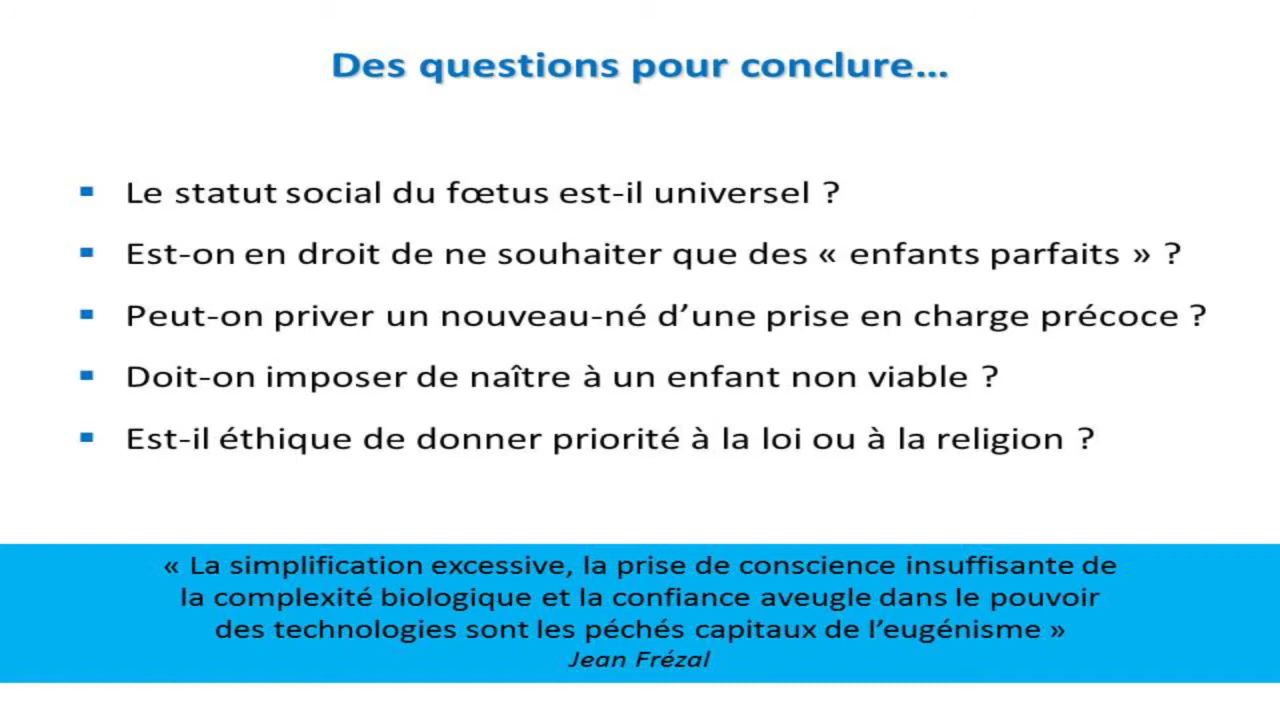 Des questions pour conclure...
▪ Le statut social du fœtus est-il universel ?
▪ Est-on en droit de ne souhaiter que des « enfants parfaits » ?
▪ Peut-on priver un nouveau-né d’une prise en charge précoce ?
▪ Doit-on imposer de naître à un enfant non viable ?
▪ Est-il éthique de donner priorité à la loi ou à la religion ?
« La simplification excessive, la prise de conscience insuffisante de
la complexité biologique et la confiance aveugle dans le pouvoir
des technologies sont les péchés capitaux de l’eugénisme »
Jean Frézal